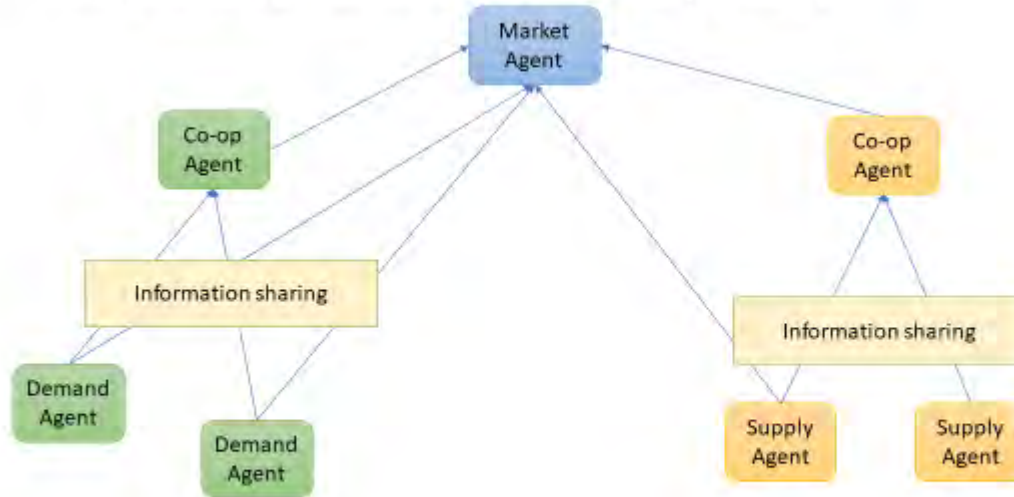 Market
Agent
Co-op
Agent
Co-op
Agent
Information sharing
Information sharing
Demand
Agent
Demand
Agent
Supply
Agent
Supply
Agent